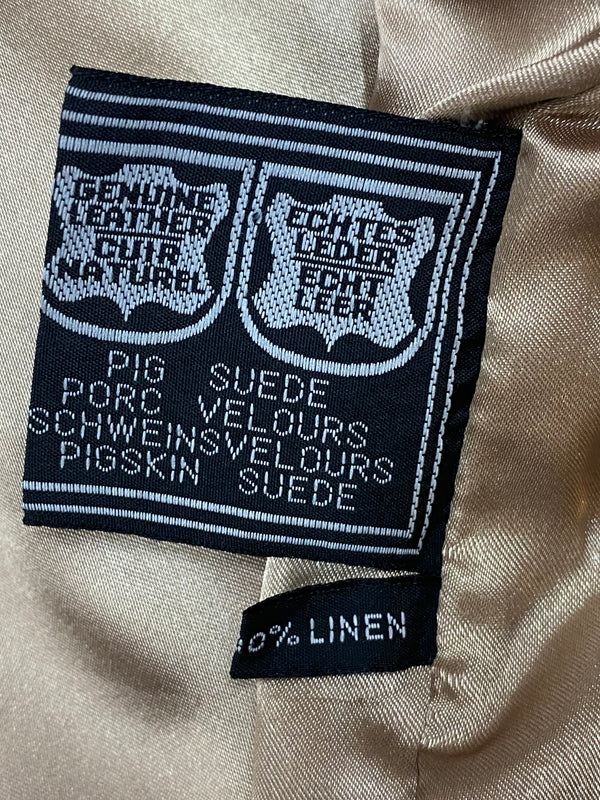 GENUINE
LEATHER
CUIR
NATUREL
ECHTES
LEDER
ECHT
LEER
PIG SUEDE
PORC VELOURS
SCHWEINSVELOURS
PIGSKIN SUEDE
% LINEN